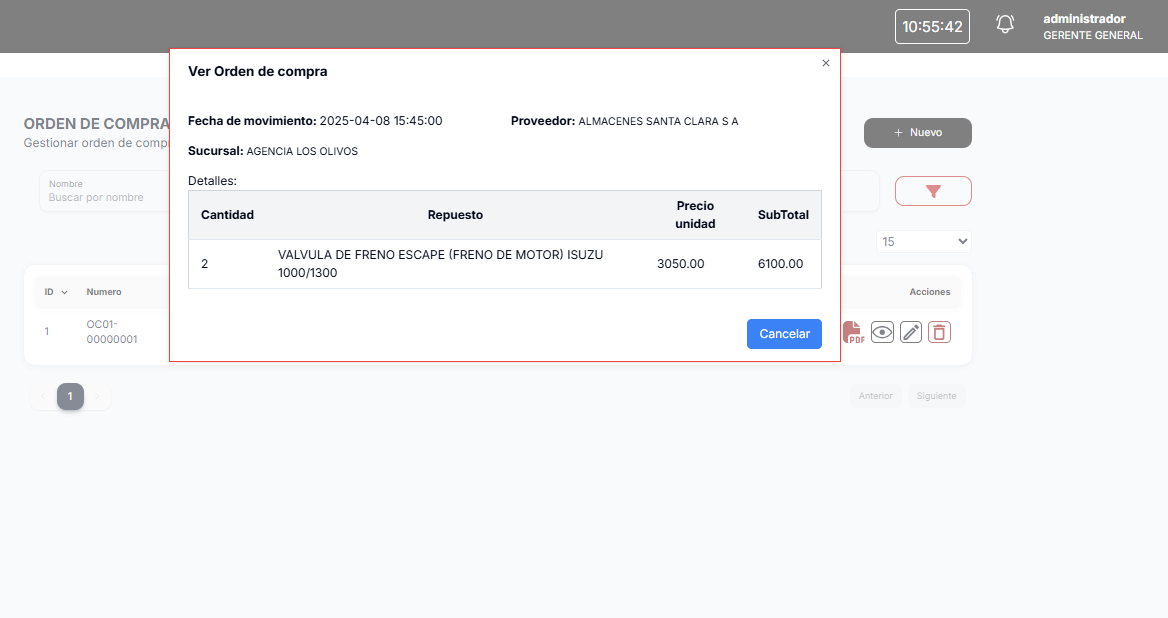 10:55:42
administrador
GERENTE GENERAL
Ver Orden de compra
×
Fecha de movimiento: 2025-04-08 15:45:00
Proveedor: ALMACENES SANTA CLARA S A
Sucursal: AGENCIA LOS OLIVOS
Detalles:
Cantidad Repuesto Precio unidad SubTotal
2 VALVULA DE FRENO ESCAPE (FRENO DE MOTOR) ISUZU
1000/1300 3050.00 6100.00
Cancelar
ORDEN DE COMPRA
Gestionar orden de compr
+ Nuevo
Nombre
Buscar por nombre
15
ID Numero Acciones
1 OC01-
00000001
PDF
1
Anterior Siguiente